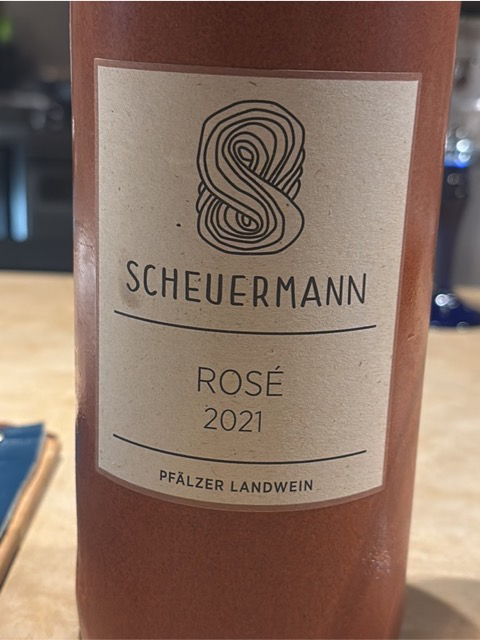 SCHEUERMANN
ROSÉ
2021
PFÄLZER LANDWEIN